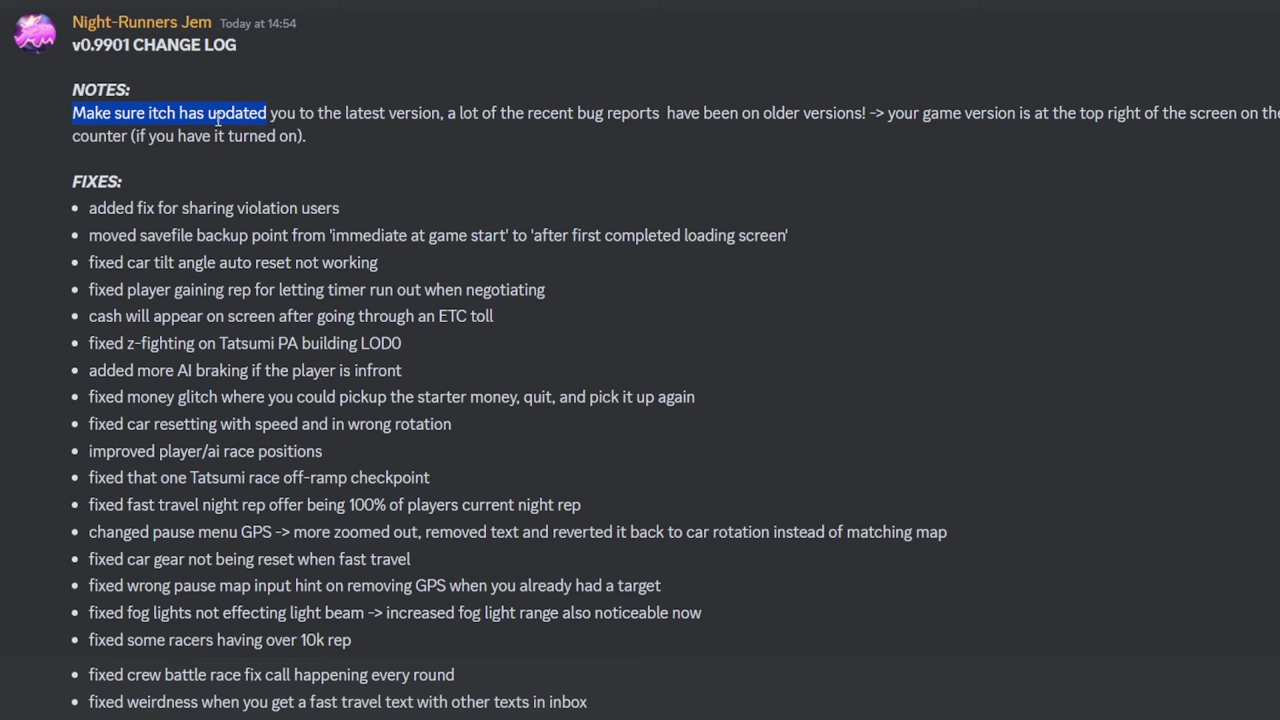 Night-Runners Jem Today at 14:54
v0.9901 CHANGE LOG
NOTES:
Make sure itch has updated you to the latest version, a lot of the recent bug reports have been on older versions! -> your game version is at the top right of the screen on the
counter (if you have it turned on).
FIXES:
• added fix for sharing violation users
• moved savefile backup point from 'immediate at game start' to 'after first completed loading screen'
• fixed car tilt angle auto reset not working
• fixed player gaining rep for letting timer run out when negotiating
• cash will appear on screen after going through an ETC toll
• fixed z-fighting on Tatsumi PA building LOD0
• added more AI braking if the player is infront
• fixed money glitch where you could pickup the starter money, quit, and pick it up again
• fixed car resetting with speed and in wrong rotation
• improved player/ai race positions
• fixed that one Tatsumi race off-ramp checkpoint
• fixed fast travel night rep offer being 100% of players current night rep
• changed pause menu GPS -> more zoomed out, removed text and reverted it back to car rotation instead of matching map
• fixed car gear not being reset when fast travel
• fixed wrong pause map input hint on removing GPS when you already had a target
• fixed fog lights not effecting light beam -> increased fog light range also noticeable now
• fixed some racers having over 10k rep
• fixed crew battle race fix call happening every round
• fixed weirdness when you get a fast travel text with other texts in inbox